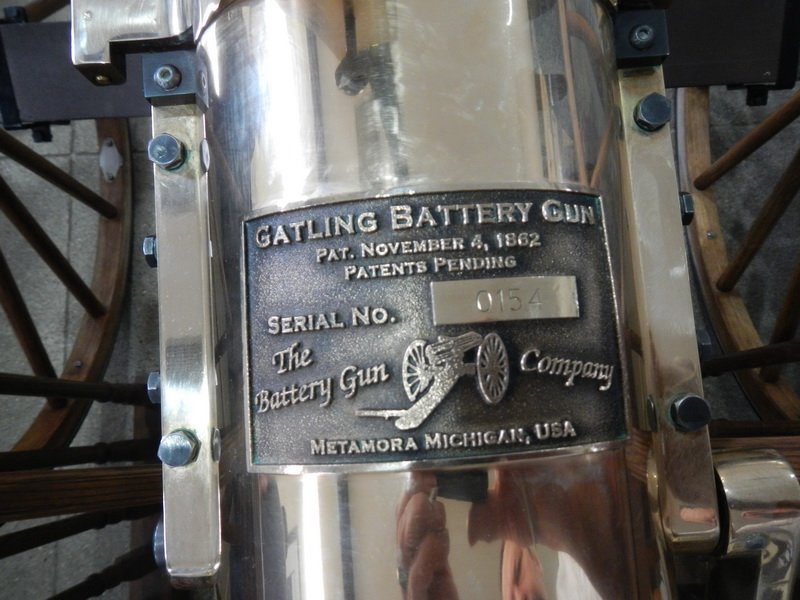 GATLING BATTERY GUN
PAT. NOVEMBER 4, 1862
PATENTS PENDING
SERIAL NO. 0154
The Battery Gun Company
METAMORA MICHIGAN, USA